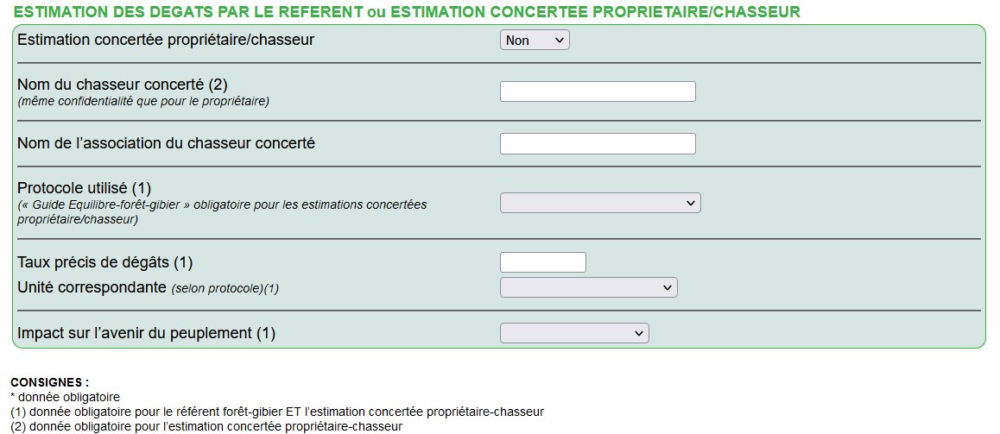 ESTIMATION DES DEGATS PAR LE REFERENT ou ESTIMATION CONCERTEE PROPRIETAIRE/CHASSEUR
Estimation concertée propriétaire/chasseur
Non
Nom du chasseur concerté (2)
(même confidentialité que pour le propriétaire)
Nom de l’association du chasseur concerté
Protocole utilisé (1)
(« Guide Equilibre-forêt-gibier » obligatoire pour les estimations concertées
propriétaire/chasseur)
Taux précis de dégâts (1)
Unité correspondante (selon protocole)(1)
Impact sur l’avenir du peuplement (1)
CONSIGNES :
* donnée obligatoire
(1) donnée obligatoire pour le référent forêt-gibier ET l’estimation concertée propriétaire-chasseur
(2) donnée obligatoire pour l’estimation concertée propriétaire-chasseur